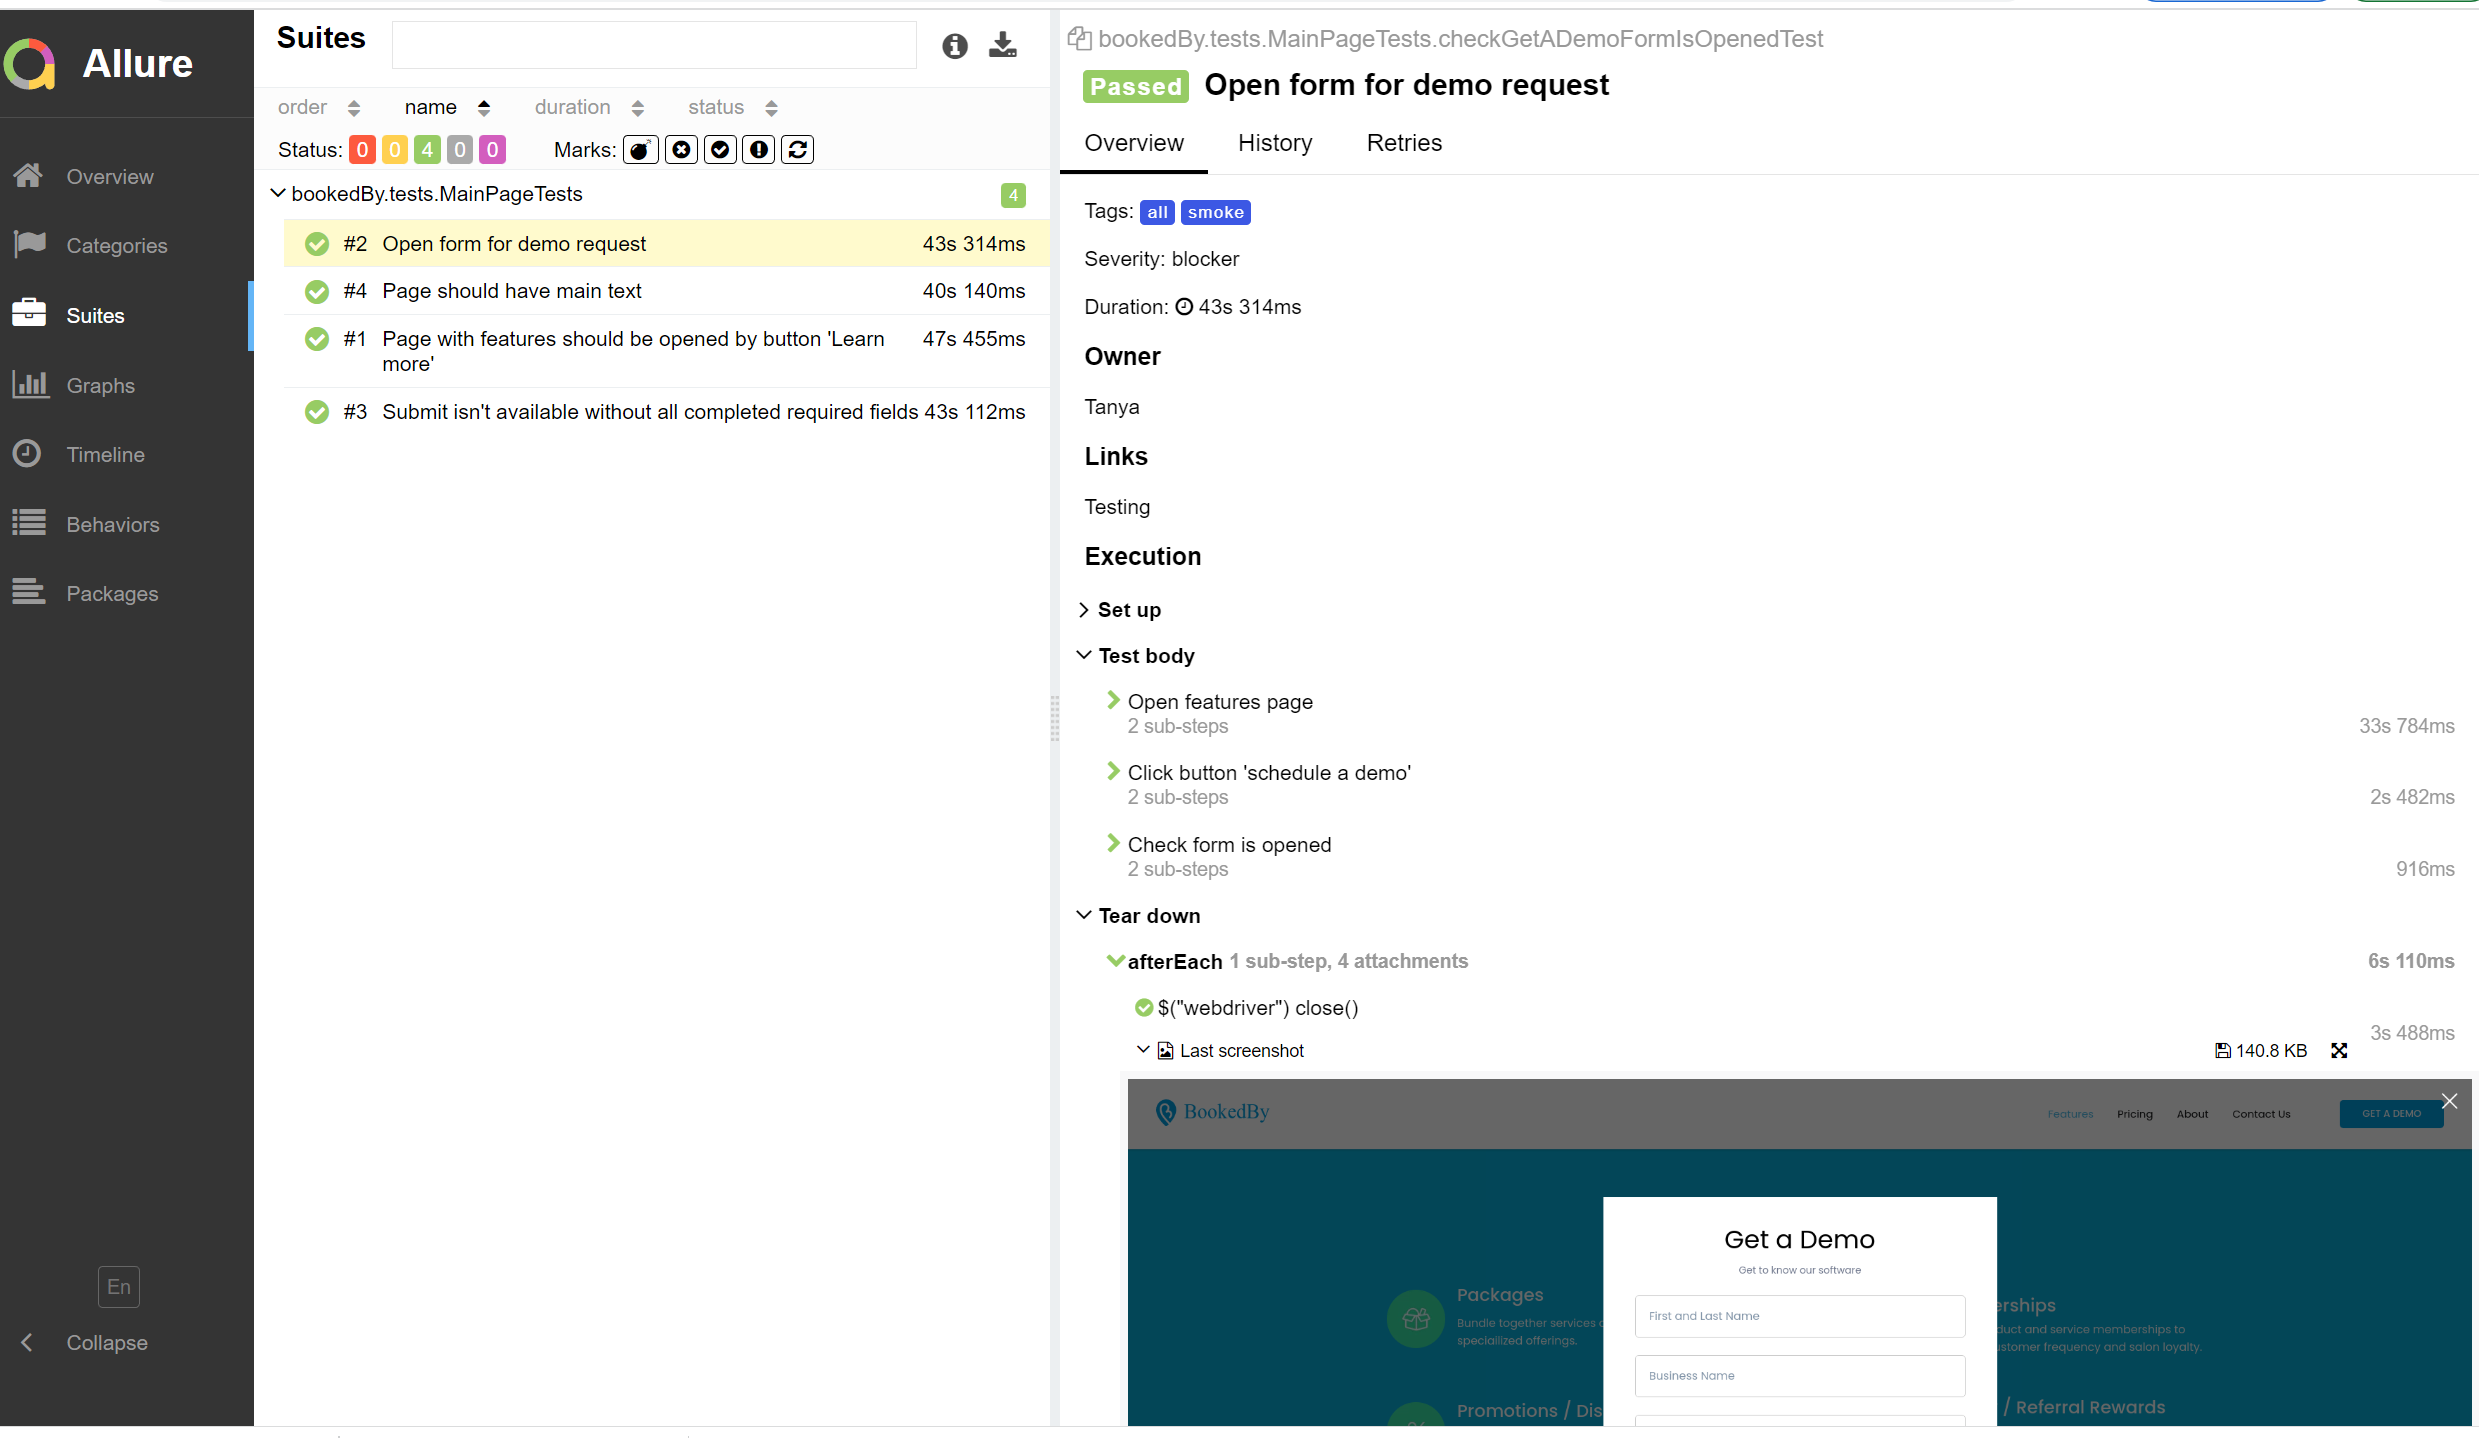 Allure
Overview
Categories
Suites
Graphs
Timeline
Behaviors
Packages
En
Collapse
Suites
order name duration status
Status: 0 0 4 0 0 Marks:
bookedBy.tests.MainPageTests 4
#2 Open form for demo request 43s 314ms
#4 Page should have main text 40s 140ms
#1 Page with features should be opened by button 'Learn 47s 455ms
more'
#3 Submit isn't available without all completed required fields 43s 112ms
bookedBy.tests.MainPageTests.checkGetADemoFormIsOpenedTest
Passed Open form for demo request
Overview History Retries
Tags: all smoke
Severity: blocker
Duration: 43s 314ms
Owner
Tanya
Links
Testing
Execution
Set up
Test body
Open features page
2 sub-steps 33s 784ms
Click button 'schedule a demo'
2 sub-steps 2s 482ms
Check form is opened
2 sub-steps 916ms
Tear down
afterEach 1 sub-step, 4 attachments 6s 110ms
$("webdriver") close()
3s 488ms
Last screenshot 140.8 KB
BookedBy Features Pricing About Contact Us GET A DEMO
Get a Demo
Get to know our software
First and Last Name
Business Name
Packages
Bundle together services
specialized offerings.
erships
duct and service memberships to
stomer frequency and salon loyalty.
Promotions / Dis
/ Referral Rewards